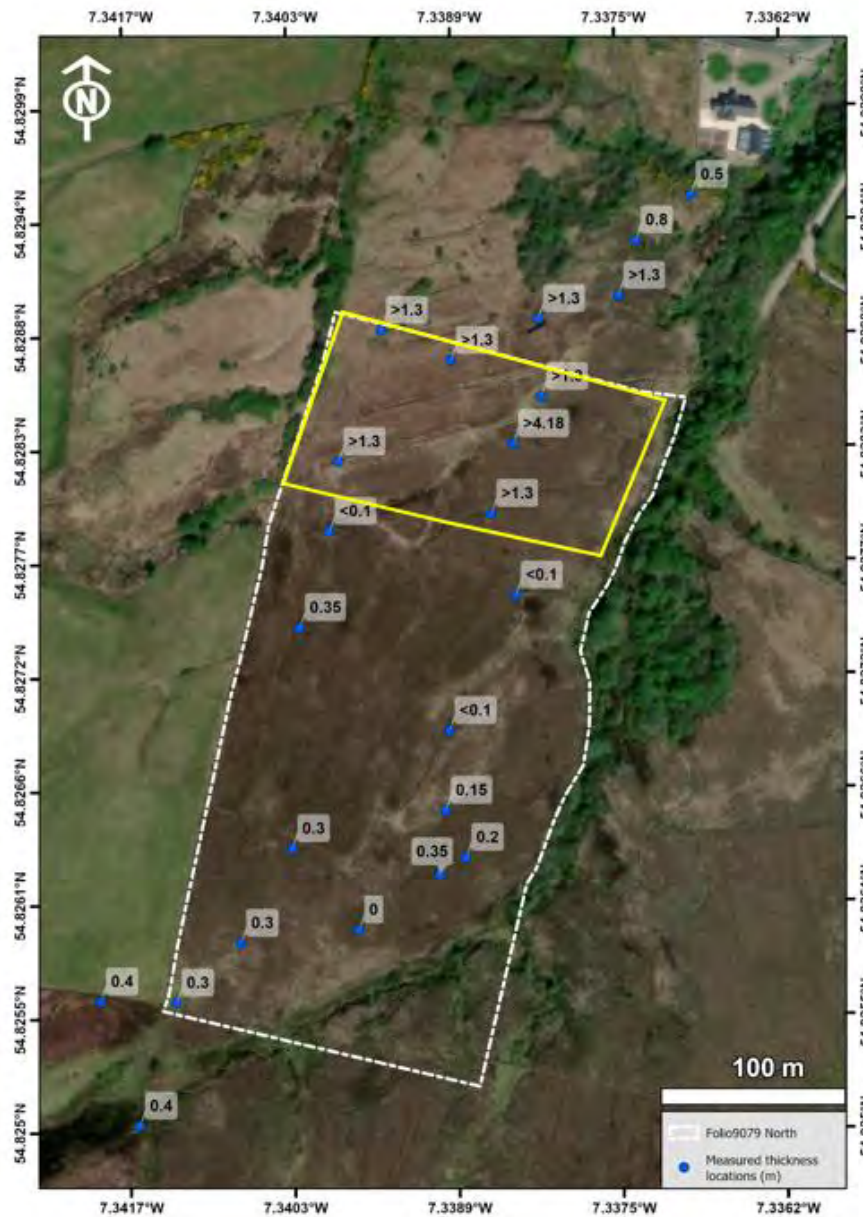 7.3417°W 7.3403°W 7.3389°W 7.3375°W 7.3362°W
N
54.8299°N
54.8294°N
54.8288°N
54.8283°N
54.8277°N
54.8272°N
54.8266°N
54.8261°N
54.8255°N
54.825°N
0.5
0.8
>1.3
>1.3
>1.3
>1.3
>1.3
>4.18
>1.3
>1.3
<0.1
<0.1
0.35
<0.1
0.15
0.3
0.2
0.35
0
0.3
0.4
0.3
0.4
100 m
Folio9079 North
Measured thickness
locations (m)
7.3417°W 7.3403°W 7.3389°W 7.3375°W 7.3362°W